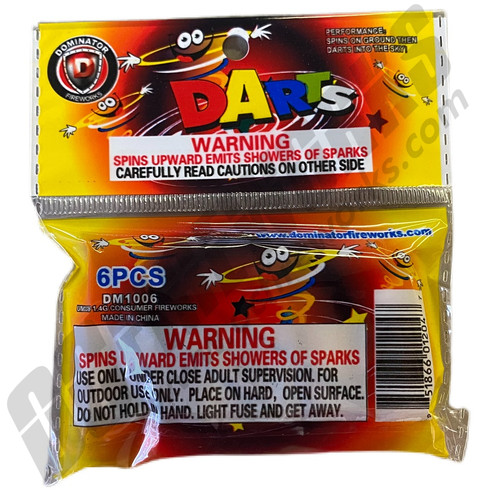 DOMINATOR
D
FIREWORKS
PERFORMANCE:
SPINS ON GROUND THEN
DARTS INTO THE SKY
DARTS
WARNING
SPINS UPWARD EMITS SHOWERS OF SPARKS
CAREFULLY READ CAUTIONS ON OTHER SIDE
www.dominatorfireworks.com
6PCS
DM1006
1.4G CONSUMER FIREWORKS
MADE IN CHINA
WARNING
SPINS UPWARD EMITS SHOWERS OF SPARKS
USE ONLY UNDER CLOSE ADULT SUPERVISION. FOR
OUTDOOR USE ONLY. PLACE ON HARD, OPEN SURFACE.
DO NOT HOLD IN HAND. LIGHT FUSE AND GET AWAY.